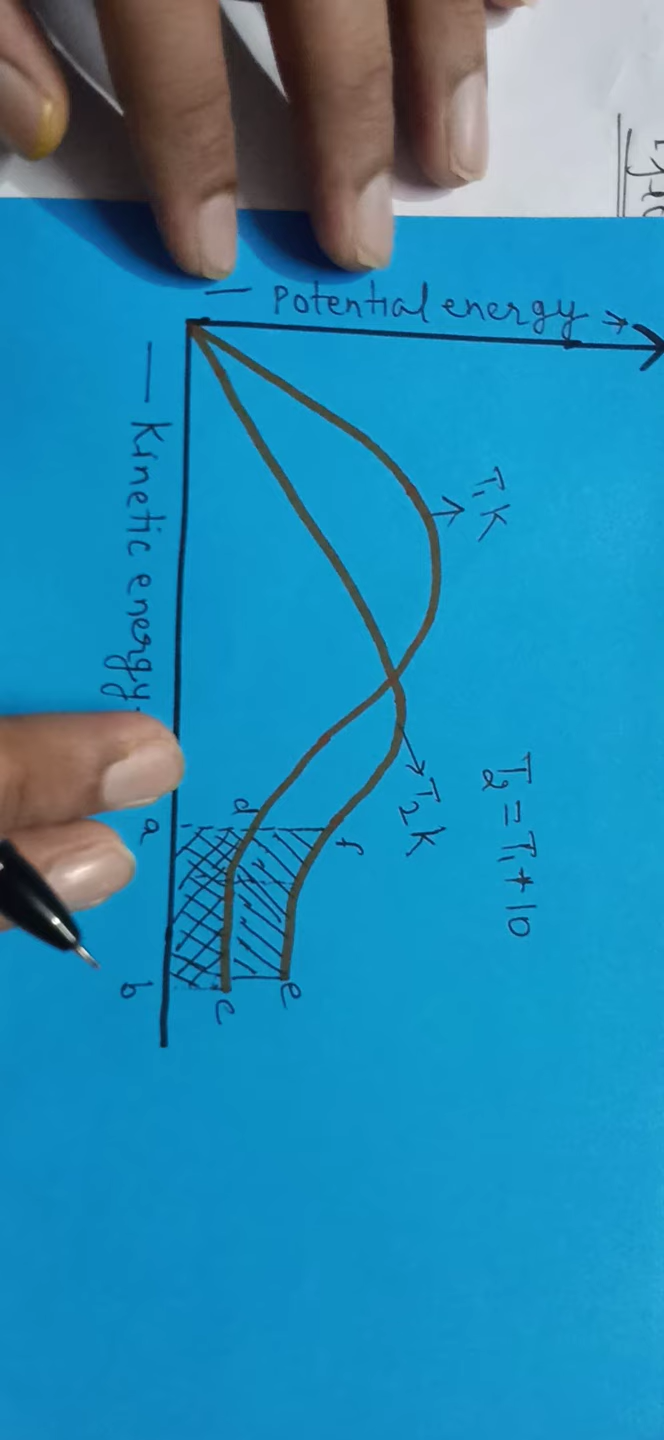 Potential energy →
T₁K
T₂K
T₂ = T₁ + 10
d
f
c
e
a
b
Kinetic energy